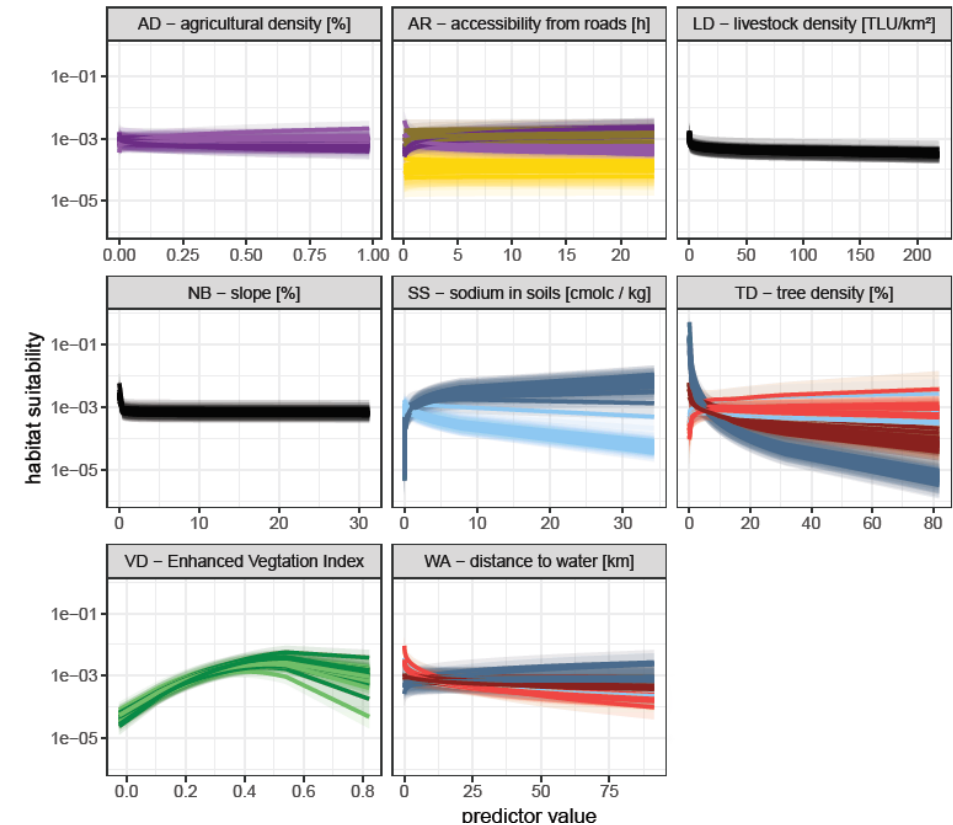 AD − agricultural density [%]
AR − accessibility from roads [h]
LD − livestock density [TLU/km²]
1e−01
1e−03
1e−05
0.00 0.25 0.50 0.75 1.00
0 5 10 15 20
0 50 100 150 200
NB − slope [%]
SS − sodium in soils [cmolc / kg]
TD − tree density [%]
habitat suitability
1e−01
1e−03
1e−05
0 10 20 30
0 10 20 30
0 20 40 60 80
VD − Enhanced Vegtation Index
WA − distance to water [km]
1e−01
1e−03
1e−05
0.0 0.2 0.4 0.6 0.8
0 25 50 75
predictor value